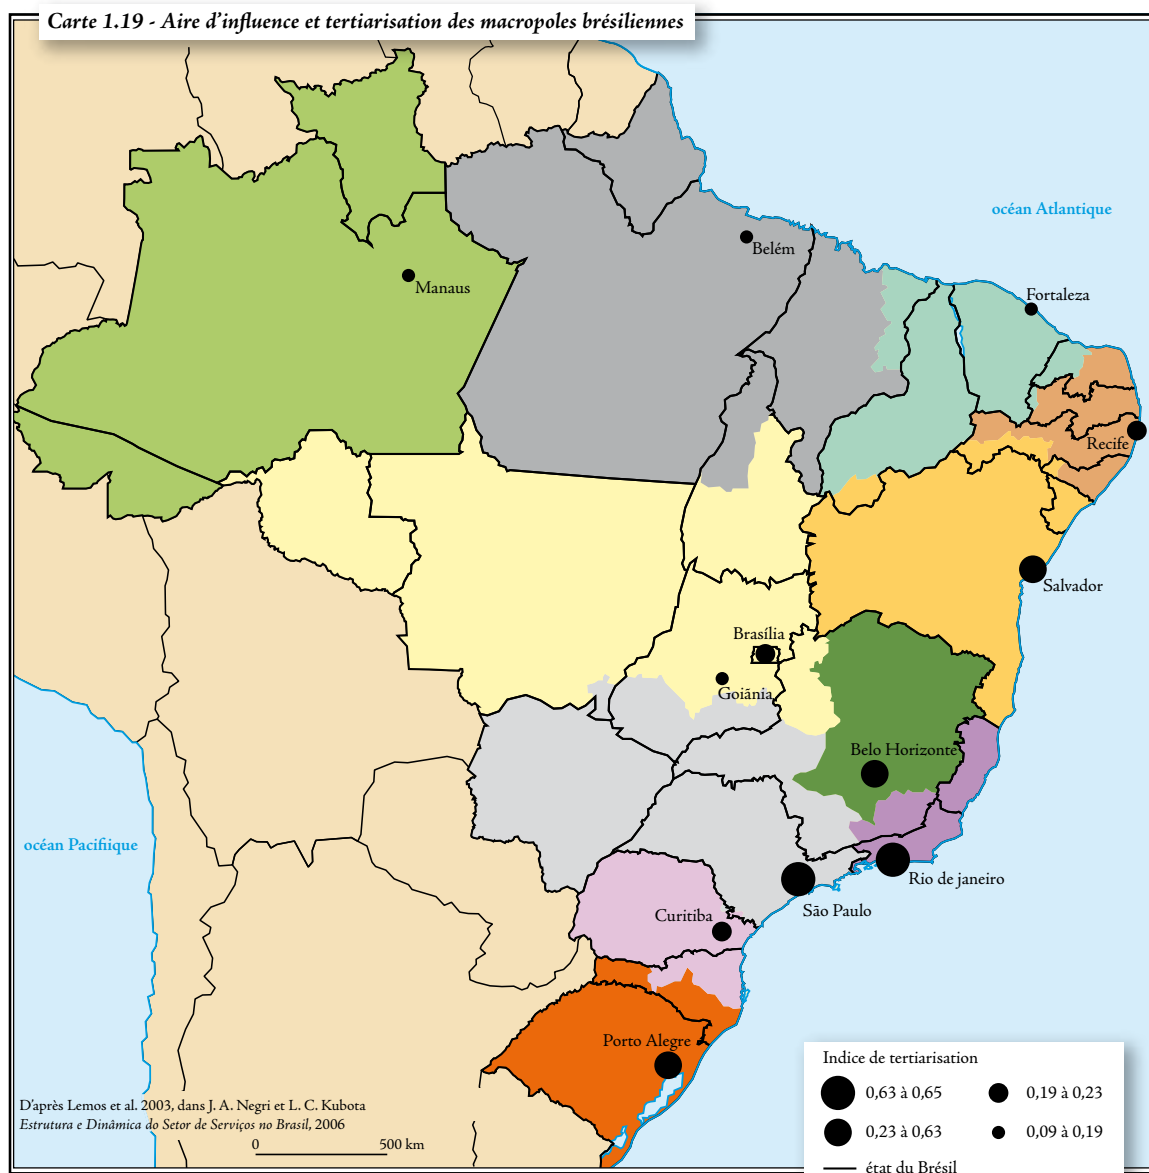 Carte 1.19 - Aire d'influence et tertiarisation des macropoles brésiliennes
océan Atlantique
Belém
Manaus
Fortaleza
Recife
Salvador
Brasília
Goiãnia
Belo Horizonte
océan Pacifiique
Rio de janeiro
São Paulo
Curitiba
Porto Alegre
Indice de tertiarisation
0,63 à 0,65
0,19 à 0,23
0,23 à 0,63
0,09 à 0,19
état du Brésil
D'après Lemos et al. 2003, dans J. A. Negri et L. C. Kubota
Estrutura e Dinâmica do Setor de Serviços no Brasil, 2006
0 500 km